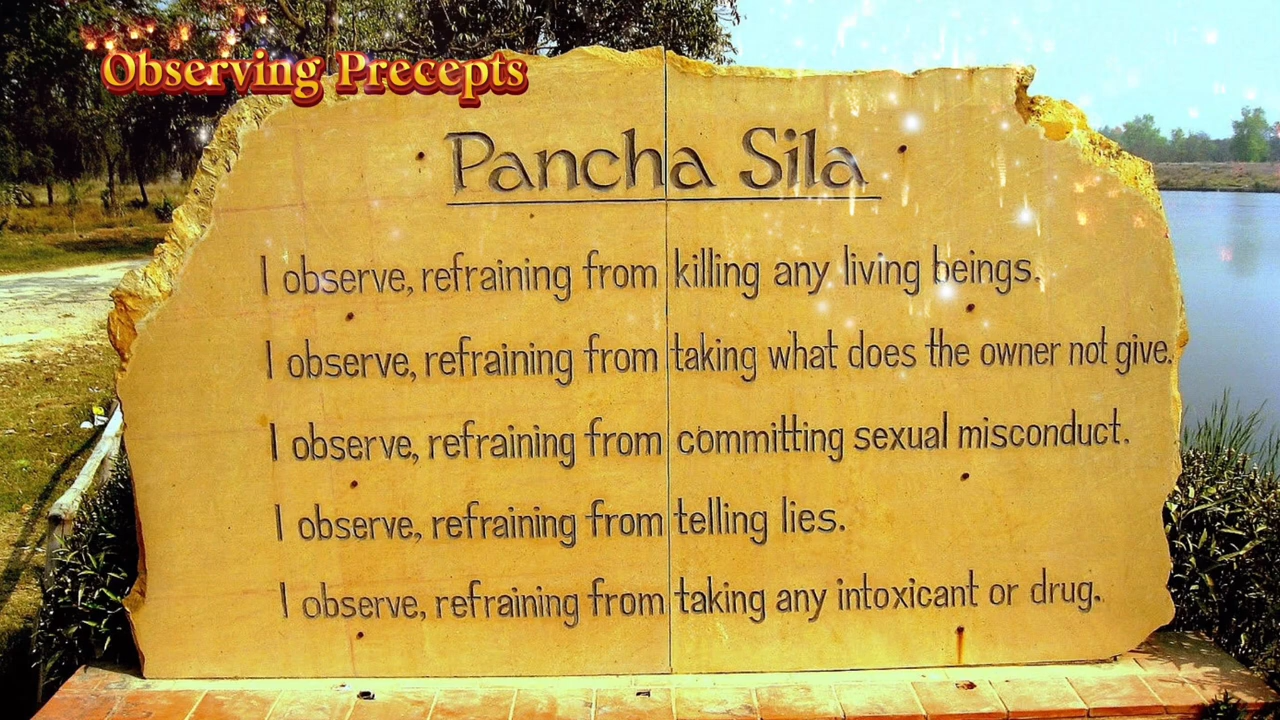 Observing Precepts
Pancha Sila
I observe, refraining from killing any living beings.
I observe, refraining from taking what does the owner not give.
I observe, refraining from committing sexual misconduct.
I observe, refraining from telling lies.
I observe, refraining from taking any intoxicant or drug.